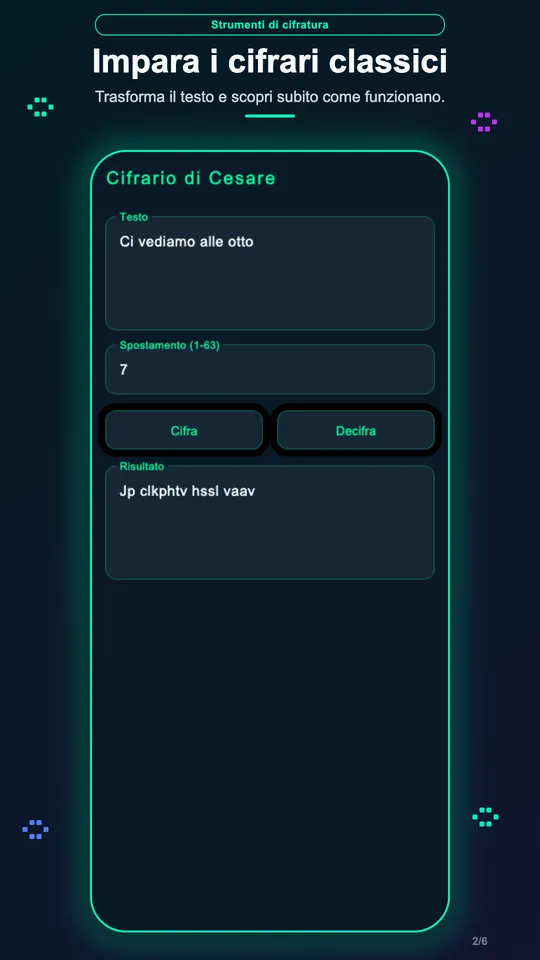 Strumenti di cifratura
Impara i cifrari classici
Trasforma il testo e scopri subito come funzionano.
Cifrario di Cesare
Testo
Ci vediamo alle otto
Spostamento (1-63)
7
Cifra
Decifra
Risultato
Jp clkphtv hssl vaav
2/6